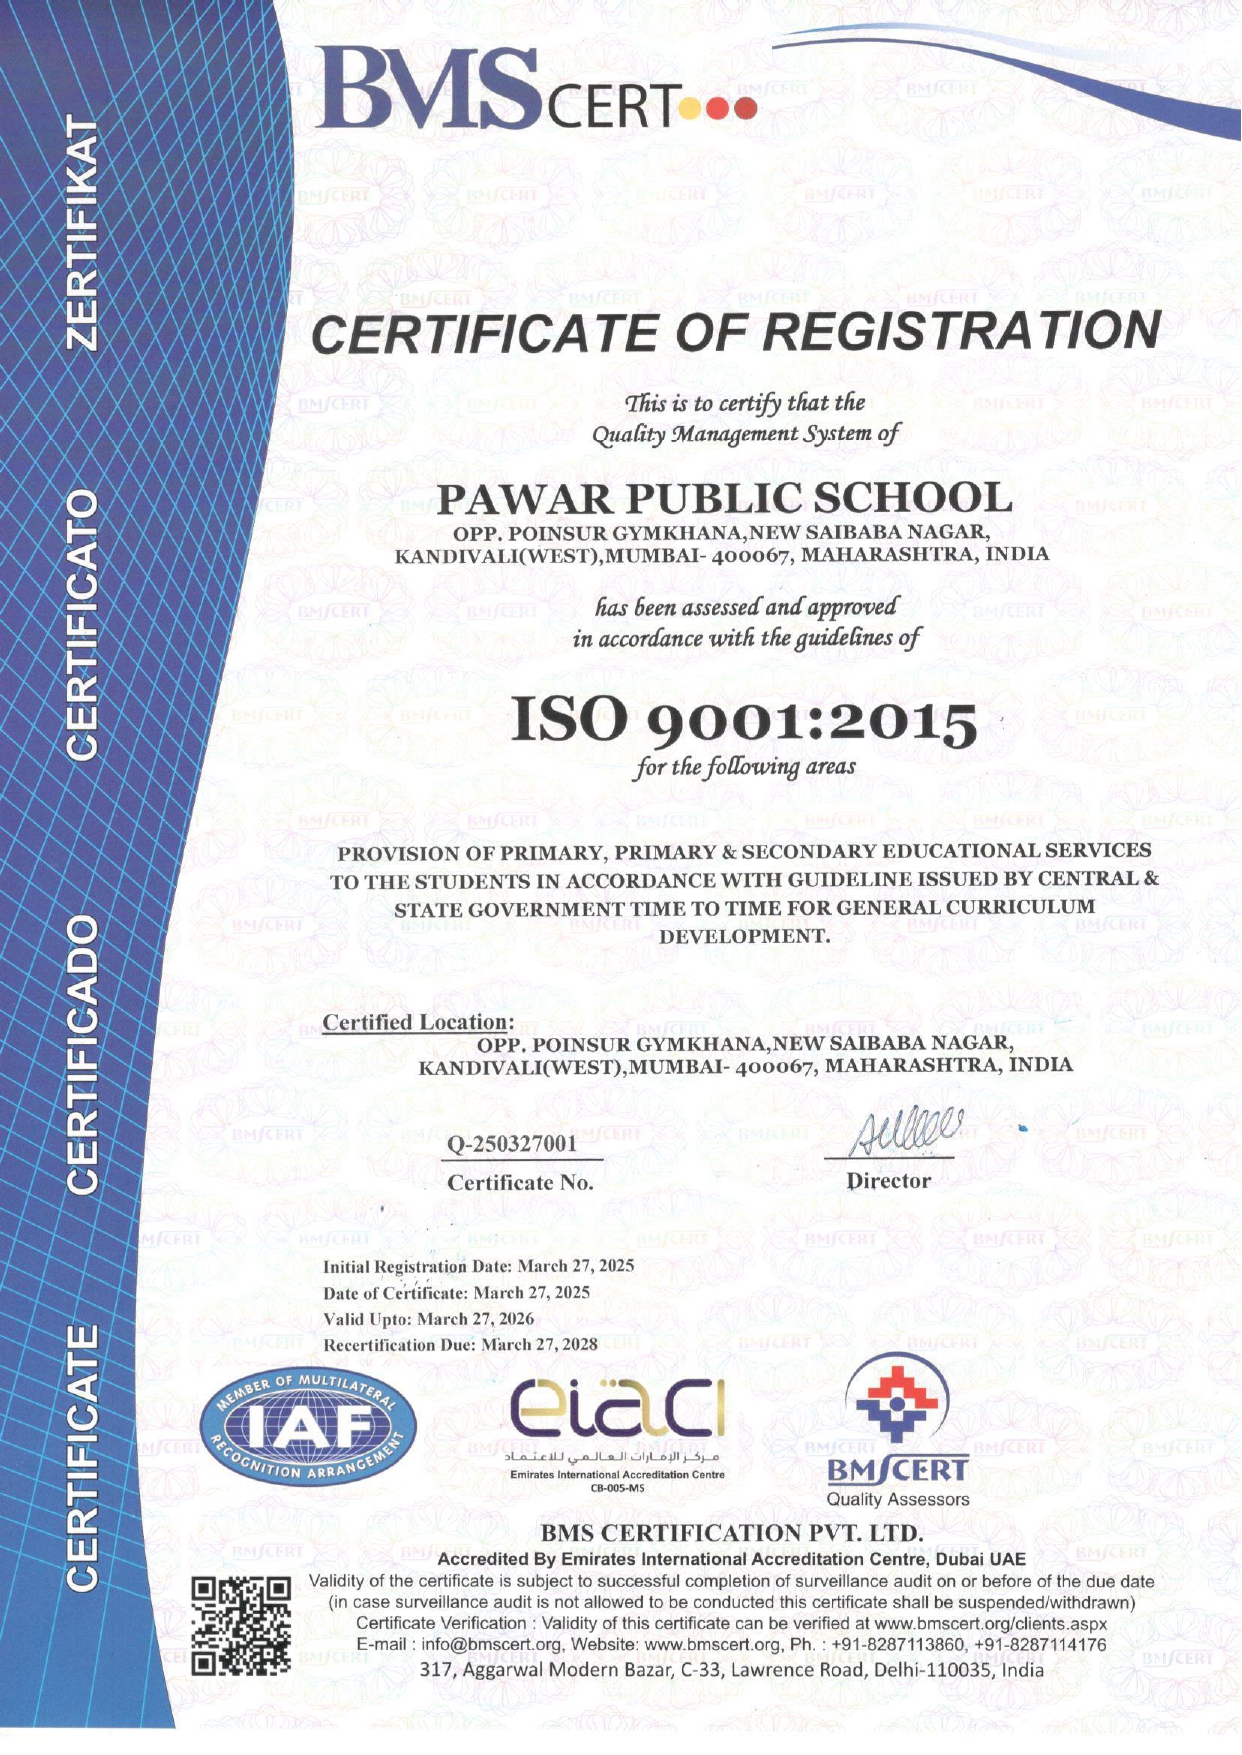 BMSCERT
ZERTIFIKAT
CERTIFICATO
CERTIFICADO
CERTIFICATE
CERTIFICATE OF REGISTRATION
This is to certify that the
Quality Management System of
PAWAR PUBLIC SCHOOL
OPP. POINSUR GYMKHANA,NEW SAIBABA NAGAR,
KANDIVALI(WEST),MUMBAI- 400067, MAHARASHTRA, INDIA
has been assessed and approved
in accordance with the guidelines of
ISO 9001:2015
for the following areas
PROVISION OF PRIMARY, PRIMARY & SECONDARY EDUCATIONAL SERVICES
TO THE STUDENTS IN ACCORDANCE WITH GUIDELINE ISSUED BY CENTRAL &
STATE GOVERNMENT TIME TO TIME FOR GENERAL CURRICULUM
DEVELOPMENT.
Certified Location:
OPP. POINSUR GYMKHANA,NEW SAIBABA NAGAR,
KANDIVALI(WEST),MUMBAI- 400067, MAHARASHTRA, INDIA
Q-250327001
Certificate No.
Director
Initial Registration Date: March 27, 2025
Date of Certificate: March 27, 2025
Valid Upto: March 27, 2026
Recertification Due: March 27, 2028
MEMBER OF MULTILATERAL
IAF
RECOGNITION ARRANGEMENT
eiac
مركز الإمارات العالمي للاعتماد
Emirates International Accreditation Centre
CB-005-MS
BMSCERT
Quality Assessors
BMS CERTIFICATION PVT. LTD.
Accredited By Emirates International Accreditation Centre, Dubai UAE
Validity of the certificate is subject to successful completion of surveillance audit on or before of the due date
(in case surveillance audit is not allowed to be conducted this certificate shall be suspended/withdrawn)
Certificate Verification : Validity of this certificate can be verified at www.bmscert.org/clients.aspx
E-mail : info@bmscert.org, Website: www.bmscert.org, Ph. : +91-8287113860, +91-8287114176
317, Aggarwal Modern Bazar, C-33, Lawrence Road, Delhi-110035, India